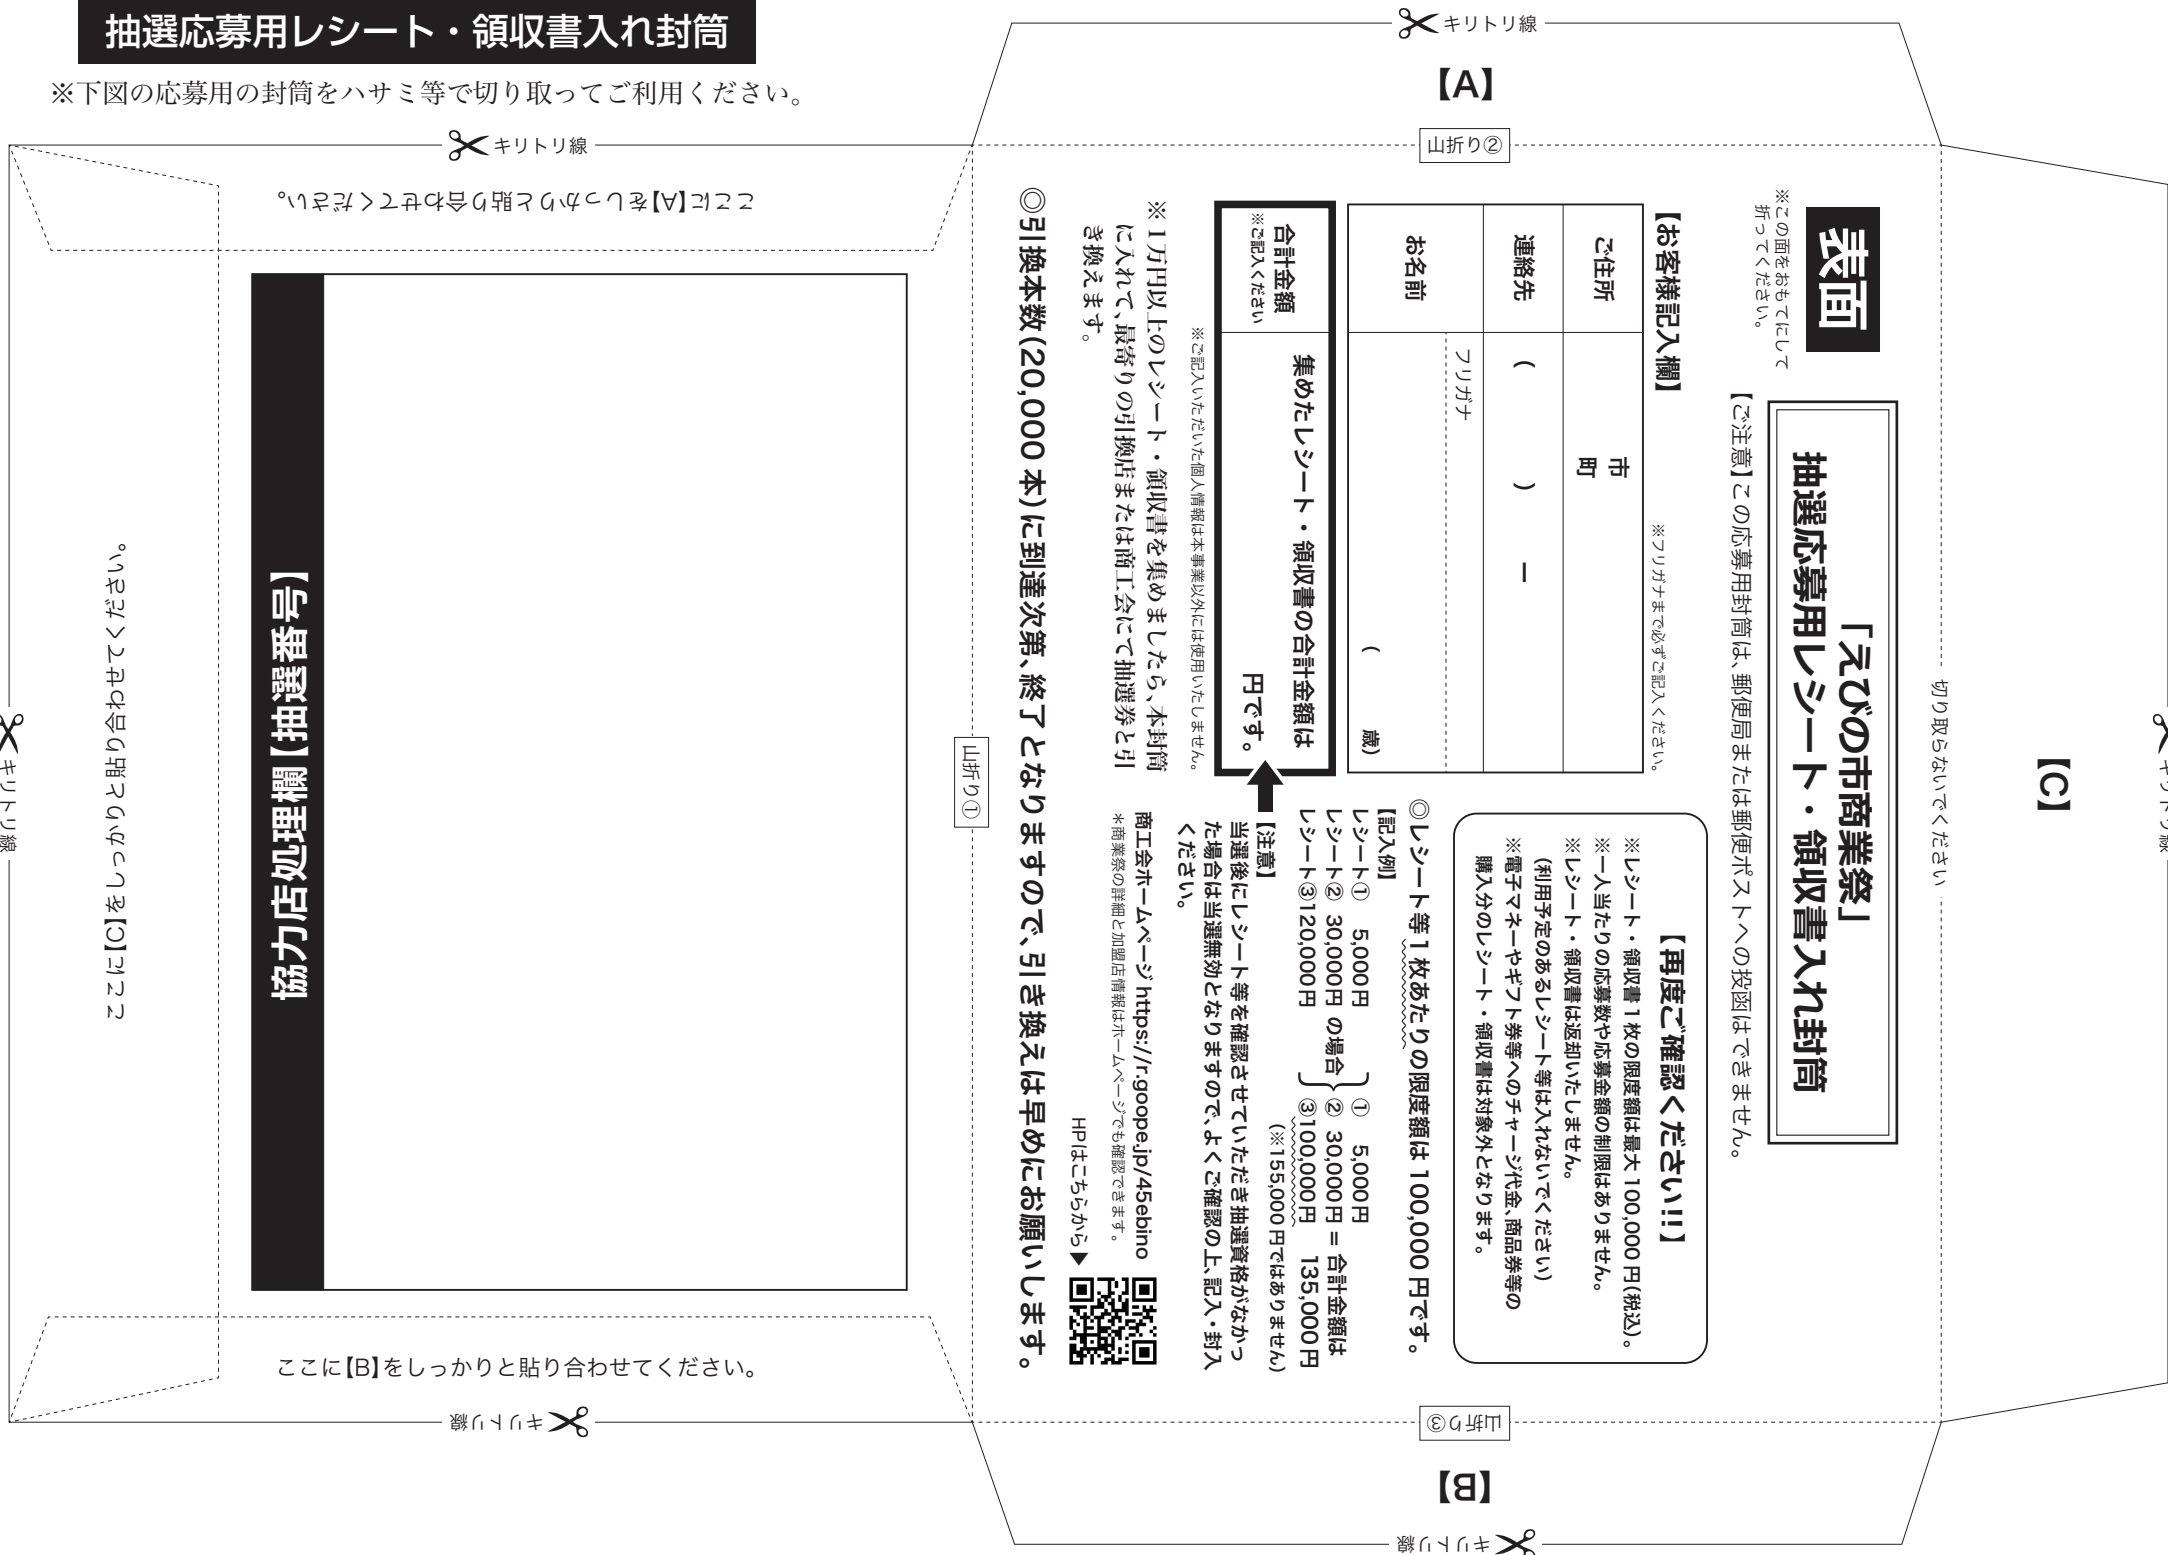 抽選応募用レシート・領収書入れ封筒
※下図の応募用の封筒をハサミ等で切り取ってご利用ください。
キリトリ線
ここに【A】をしっかりと貼り合わせてください。
協力店処理欄【抽選番号】
ここに【C】をしっかりと貼り合わせてください。
キリトリ線
ここに【B】をしっかりと貼り合わせてください。
キリトリ線
山折り①
キリトリ線
【A】
山折り②
表面
※この面をおもてにして
折ってください。
「えびの市商業祭」
抽選応募用レシート・領収書入れ封筒
【ご注意】この応募用封筒は、郵便局または郵便ポストへの投函はできません。
【お客様記入欄】
※フリガナまで必ずご記入ください。
ご住所
市
町
連絡先
( ) ー
フリガナ
お名前
( 歳)
合計金額
※ご記入ください
集めたレシート・領収書の合計金額は
円です。
※ご記入いただいた個人情報は本事業以外には使用いたしません。
※１万円以上のレシート・領収書を集めましたら、本封筒
に入れて、最寄りの引換店または商工会にて抽選券と引
き換えます。
【再度ご確認ください!!】
※レシート・領収書１枚の限度額は最大 100,000 円(税込)。
※一人当たりの応募数や応募金額の制限はありません。
※レシート・領収書は返却いたしません。
(利用予定のあるレシート等は入れないでください)
※電子マネーやギフト券等へのチャージ代金、商品券等の
購入分のレシート・領収書は対象外となります。
◎レシート等１枚あたりの限度額は 100,000 円です。
【記入例】
レシート① 5,000円 ① 5,000円
レシート② 30,000円 の場合 ② 30,000円 = 合計金額は
レシート③120,000円 ③100,000円 135,000円
(※155,000 円ではありません)
【注意】
当選後にレシート等を確認させていただき抽選資格がなかっ
た場合は当選無効となりますので、よくご確認の上、記入・封入
ください。
商工会ホームページ https://r.goope.jp/45ebino
＊商業祭の詳細と加盟店情報はホームページでも確認できます。
HPはこちらから▶
◎引換本数(20,000 本)に到達次第、終了となりますので、引き換えは早めにお願いします。
切り取らないでください
【C】
キリトリ線
山折り③
【B】
キリトリ線